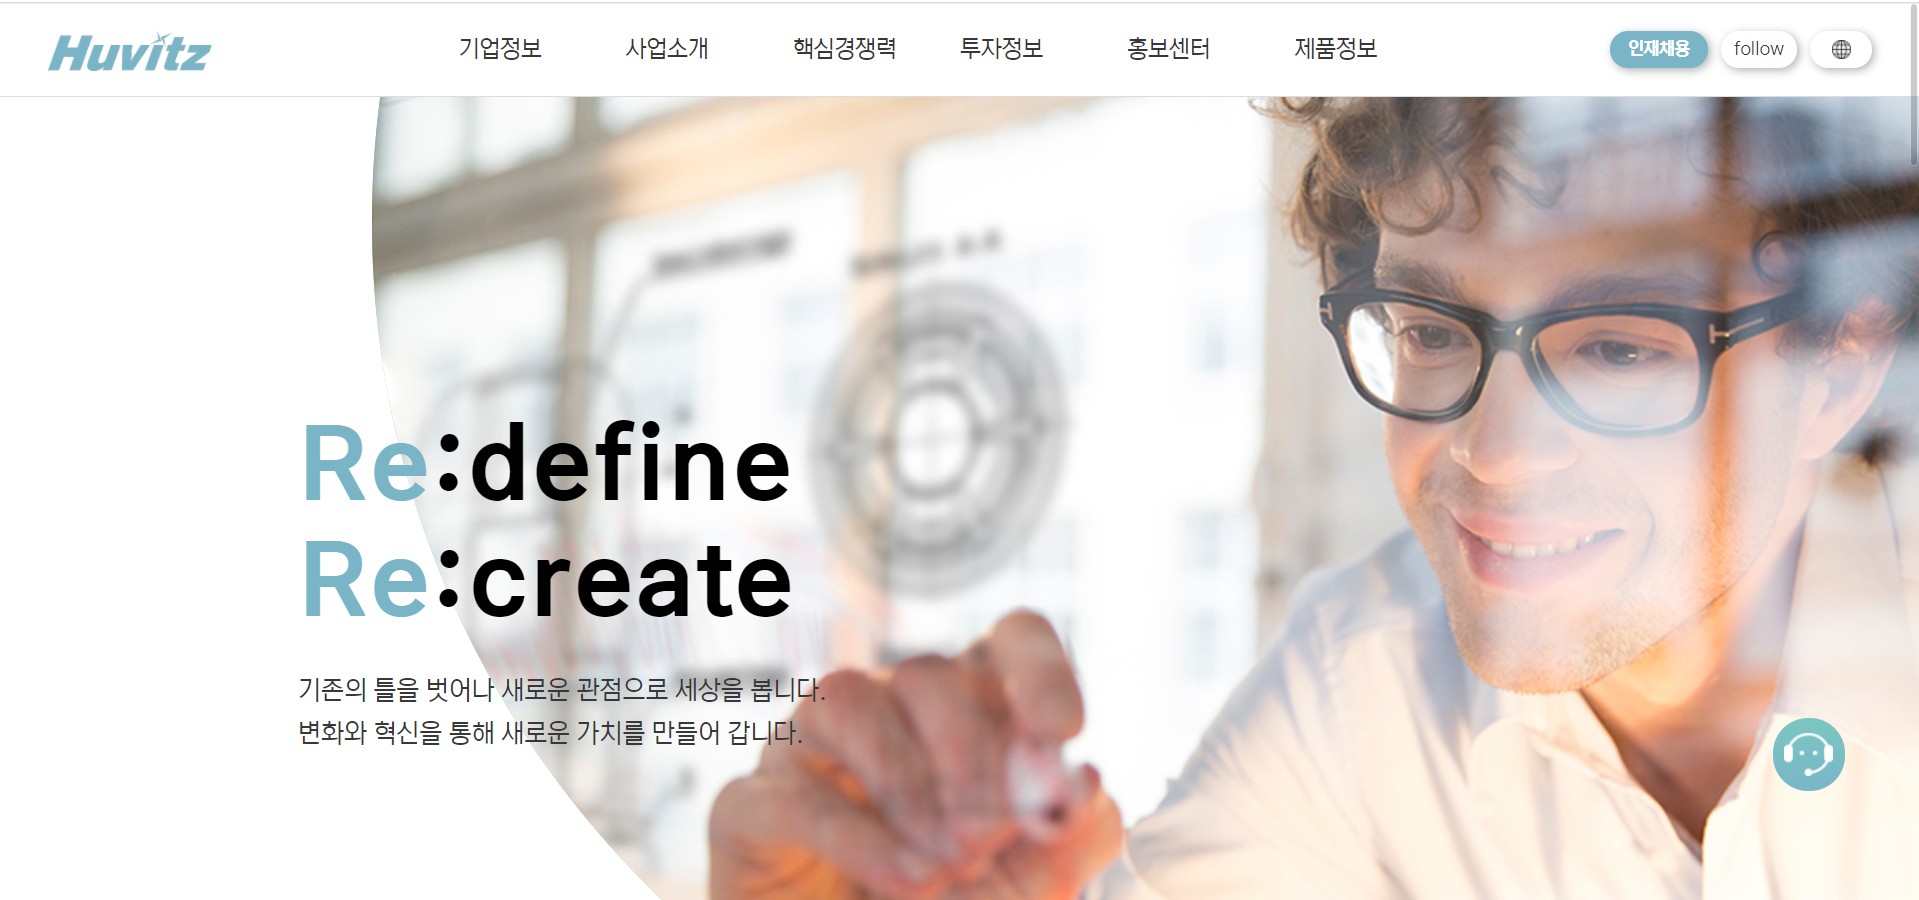 Huvitz
기업정보 사업소개 핵심경쟁력 투자정보 홍보센터 제품정보 인재채용 follow
Re:define
Re:create
기존의 틀을 벗어나 새로운 관점으로 세상을 봅니다.
변화와 혁신을 통해 새로운 가치를 만들어 갑니다.